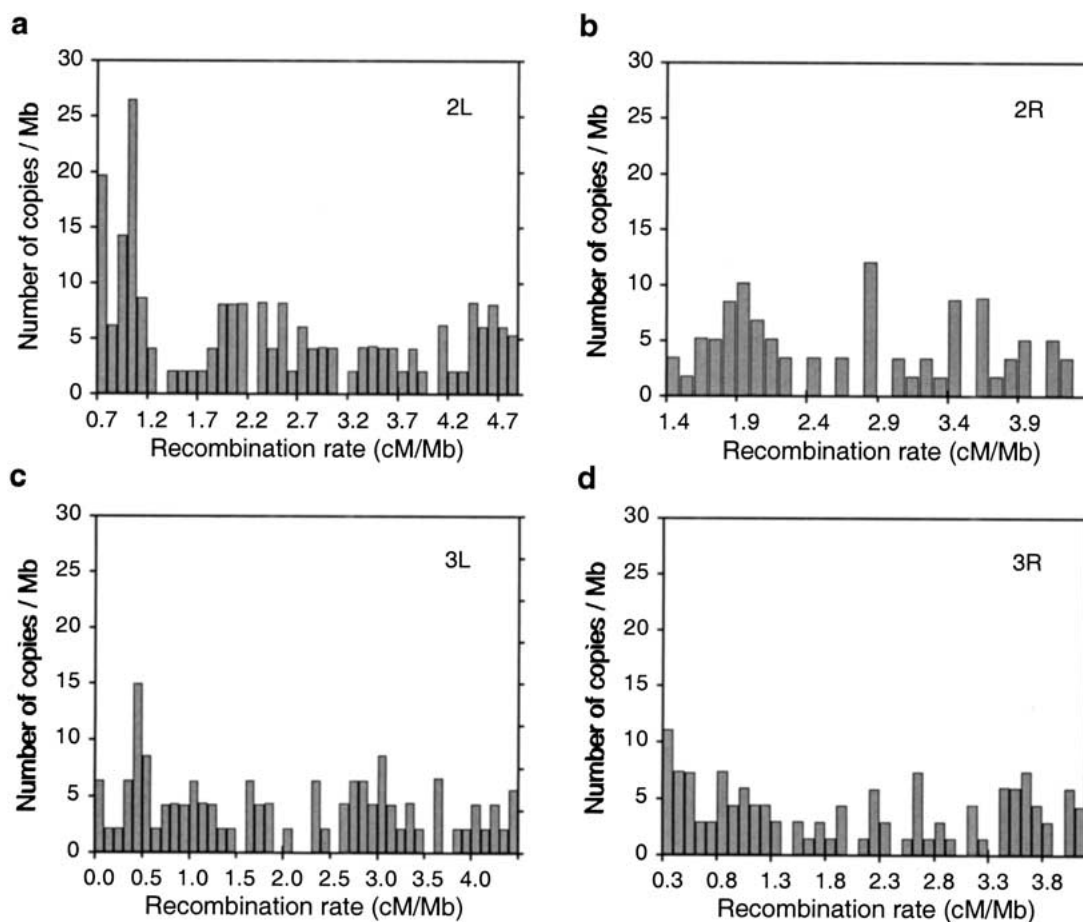 a
30
25
20
15
10
5
0
Number of copies / Mb
2L
0.7 1.2 1.7 2.2 2.7 3.2 3.7 4.2 4.7
Recombination rate (cM/Mb)
b
30
25
20
15
10
5
0
Number of copies / Mb
2R
1.4 1.9 2.4 2.9 3.4 3.9
Recombination rate (cM/Mb)
c
30
25
20
15
10
5
0
Number of copies / Mb
3L
0.0 0.5 1.0 1.5 2.0 2.5 3.0 3.5 4.0
Recombination rate (cM/Mb)
d
30
25
20
15
10
5
0
Number of copies / Mb
3R
0.3 0.8 1.3 1.8 2.3 2.8 3.3 3.8
Recombination rate (cM/Mb)